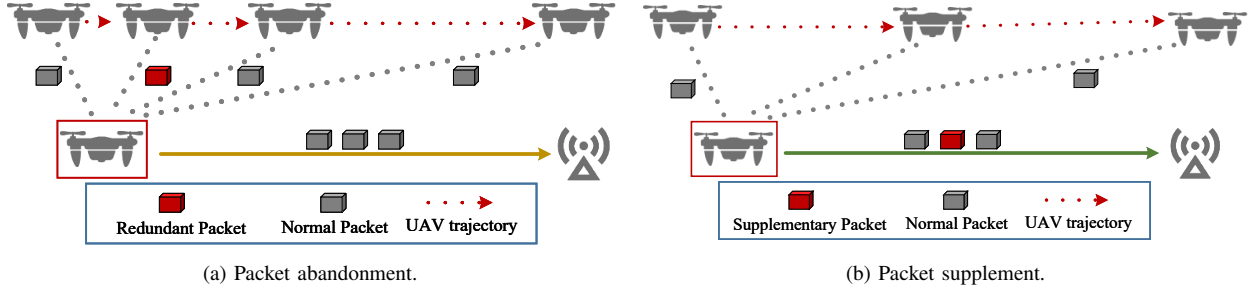 Redundant Packet
Normal Packet
UAV trajectory
(a) Packet abandonment.
Supplementary Packet
Normal Packet
UAV trajectory
(b) Packet supplement.